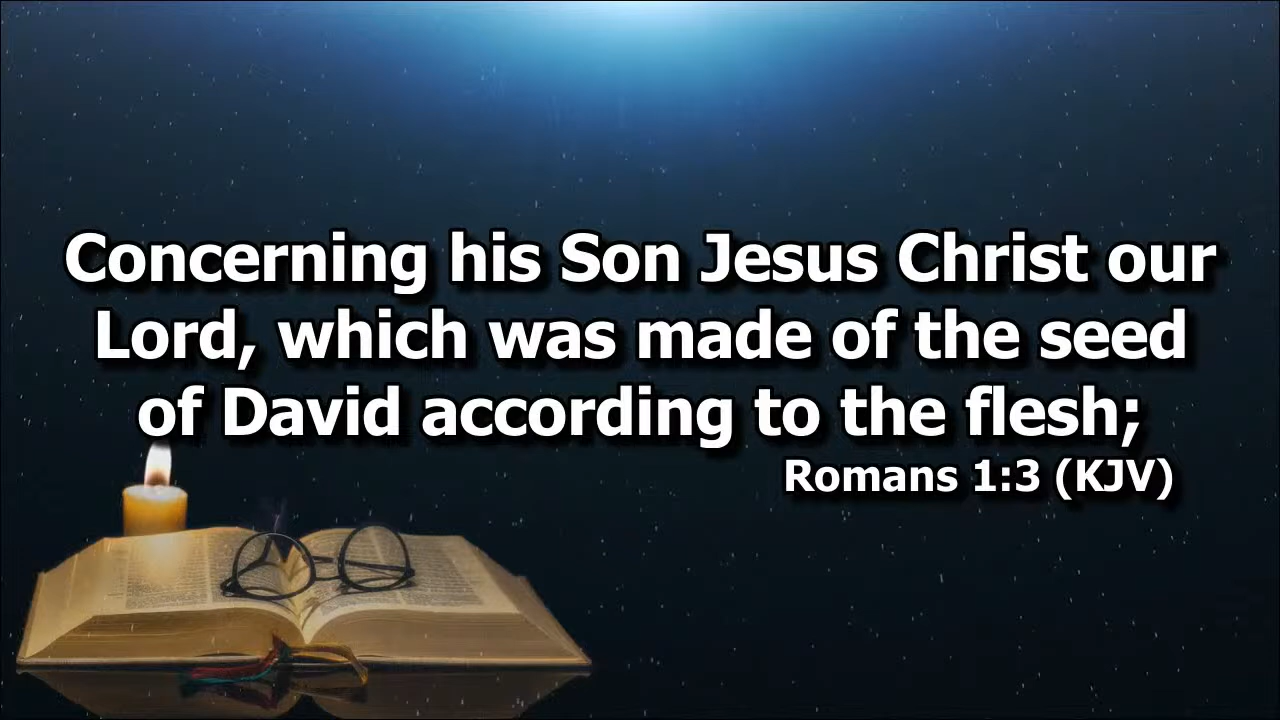 Concerning his Son Jesus Christ our
Lord, which was made of the seed
of David according to the flesh;
Romans 1:3 (KJV)